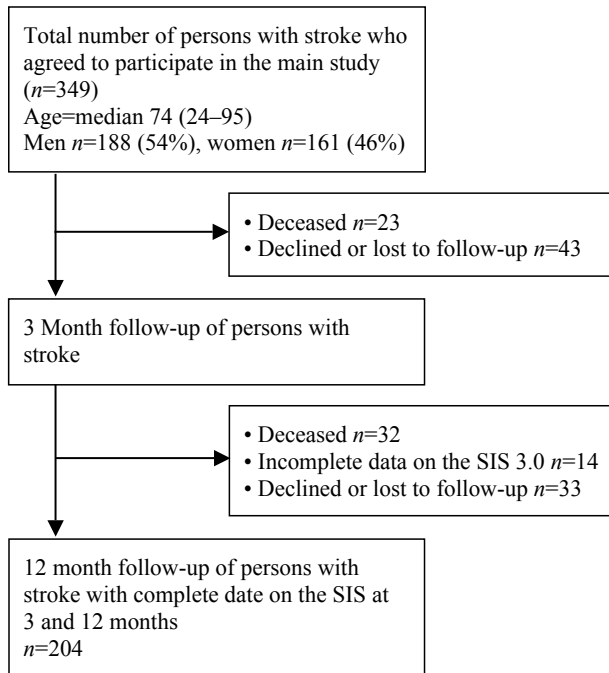 Total number of persons with stroke who
agreed to participate in the main study
(n=349)
Age=median 74 (24–95)
Men n=188 (54%), women n=161 (46%)
• Deceased n=23
• Declined or lost to follow-up n=43
3 Month follow-up of persons with
stroke
• Deceased n=32
• Incomplete data on the SIS 3.0 n=14
• Declined or lost to follow-up n=33
12 month follow-up of persons with
stroke with complete date on the SIS at
3 and 12 months
n=204